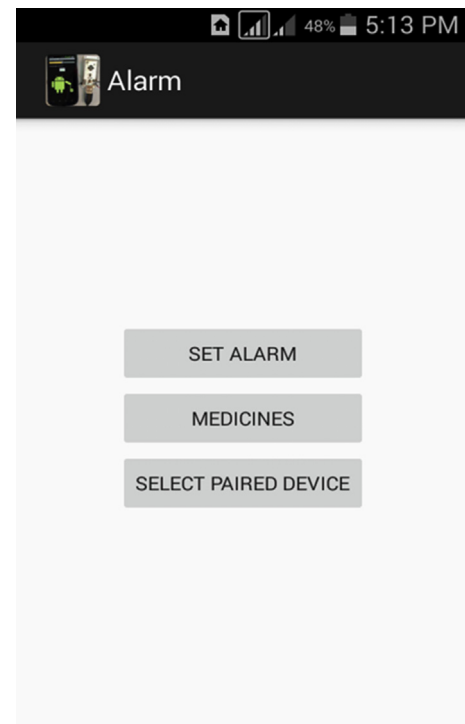 48% 5:13 PM
Alarm
SET ALARM
MEDICINES
SELECT PAIRED DEVICE